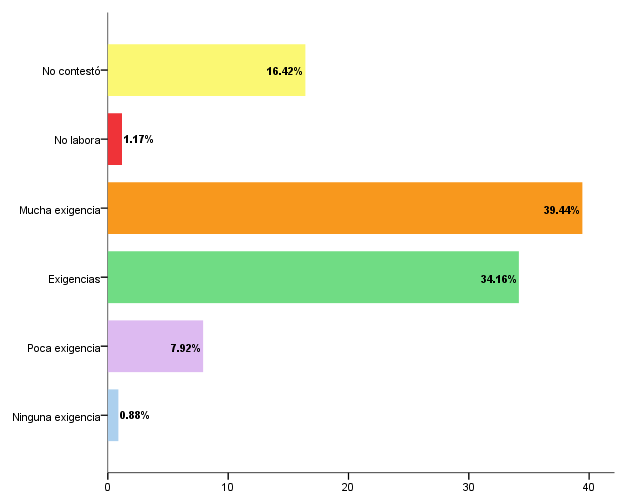 No contestó 16.42%
No labora 1.17%
Mucha exigencia 39.44%
Exigencias 34.16%
Poca exigencia 7.92%
Ninguna exigencia 0.88%
0 10 20 30 40